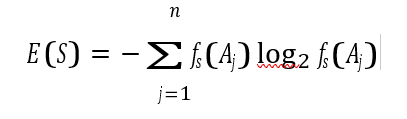 n
E(S) = − ∑ fₛ(Aⱼ) log₂ fₛ(Aⱼ)
j=1